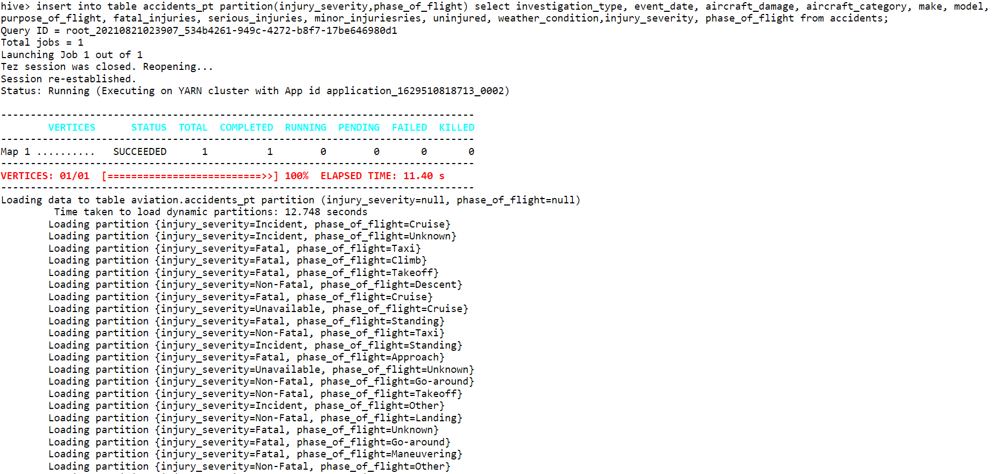 hive> insert into table accidents_pt partition(injury_severity,phase_of_flight) select investigation_type, event_date, aircraft_damage, aircraft_category, make, model,
purpose_of_flight, fatal_injuries, serious_injuries, minor_injuriesries, uninjured, weather_condition,injury_severity, phase_of_flight from accidents;
Query ID = root_20210821023907_534b4261-949c-4272-b8f7-17be646980d1
Total jobs = 1
Launching Job 1 out of 1
Tez session was closed. Reopening...
Session re-established.
Status: Running (Executing on YARN cluster with App id application_1629510818713_0002)
--------------------------------------------------------------------------------
VERTICES STATUS TOTAL COMPLETED RUNNING PENDING FAILED KILLED
--------------------------------------------------------------------------------
Map 1 .......... SUCCEEDED 1 1 0 0 0 0
--------------------------------------------------------------------------------
VERTICES: 01/01 [==========================>>] 100% ELAPSED TIME: 11.40 s
--------------------------------------------------------------------------------
Loading data to table aviation.accidents_pt partition (injury_severity=null, phase_of_flight=null)
Time taken to load dynamic partitions: 12.748 seconds
Loading partition {injury_severity=Incident, phase_of_flight=Cruise}
Loading partition {injury_severity=Incident, phase_of_flight=Unknown}
Loading partition {injury_severity=Fatal, phase_of_flight=Taxi}
Loading partition {injury_severity=Fatal, phase_of_flight=Climb}
Loading partition {injury_severity=Fatal, phase_of_flight=Takeoff}
Loading partition {injury_severity=Non-Fatal, phase_of_flight=Descent}
Loading partition {injury_severity=Fatal, phase_of_flight=Cruise}
Loading partition {injury_severity=Unavailable, phase_of_flight=Cruise}
Loading partition {injury_severity=Fatal, phase_of_flight=Standing}
Loading partition {injury_severity=Non-Fatal, phase_of_flight=Taxi}
Loading partition {injury_severity=Incident, phase_of_flight=Standing}
Loading partition {injury_severity=Fatal, phase_of_flight=Approach}
Loading partition {injury_severity=Unavailable, phase_of_flight=Unknown}
Loading partition {injury_severity=Non-Fatal, phase_of_flight=Go-around}
Loading partition {injury_severity=Non-Fatal, phase_of_flight=Takeoff}
Loading partition {injury_severity=Incident, phase_of_flight=Other}
Loading partition {injury_severity=Non-Fatal, phase_of_flight=Landing}
Loading partition {injury_severity=Fatal, phase_of_flight=Unknown}
Loading partition {injury_severity=Fatal, phase_of_flight=Go-around}
Loading partition {injury_severity=Fatal, phase_of_flight=Maneuvering}
Loading partition {injury_severity=Non-Fatal, phase_of_flight=Other}